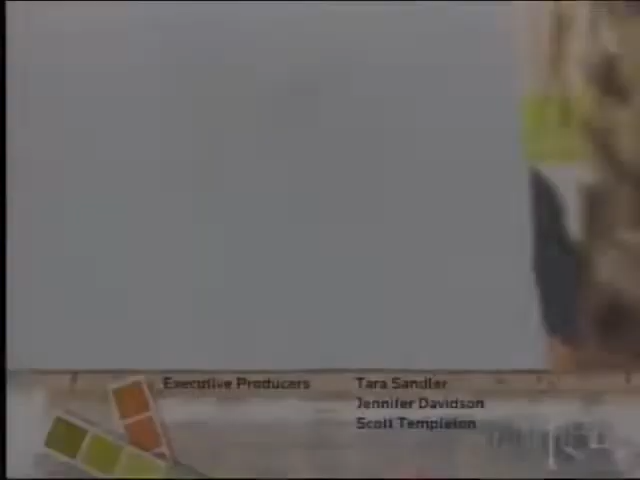 Executive Producers Tara Sandler
Jennifer Davidson
Scott Templeton